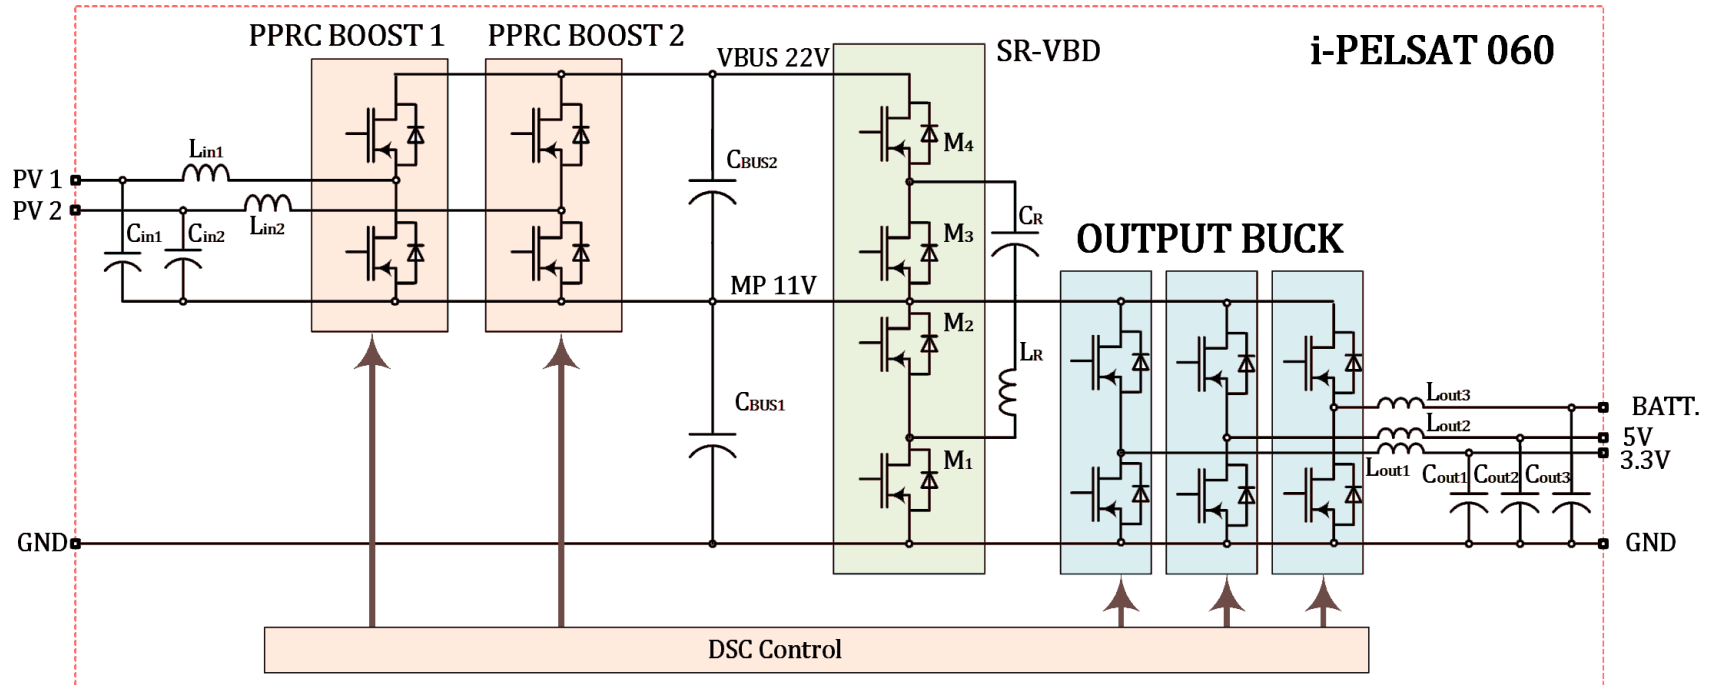 PPRC BOOST 1
PPRC BOOST 2
VBUS 22V
SR-VBD
i-PELSAT 060
Lin1
M4
CBUS2
PV 1
PV 2
Lin2
Cin1
Cin2
M3
CR
OUTPUT BUCK
MP 11V
M2
LR
CBUS1
Lout3
BATT.
Lout2
5V
M1
Lout1
3.3V
Cout1
Cout2
Cout3
GND
GND
DSC Control